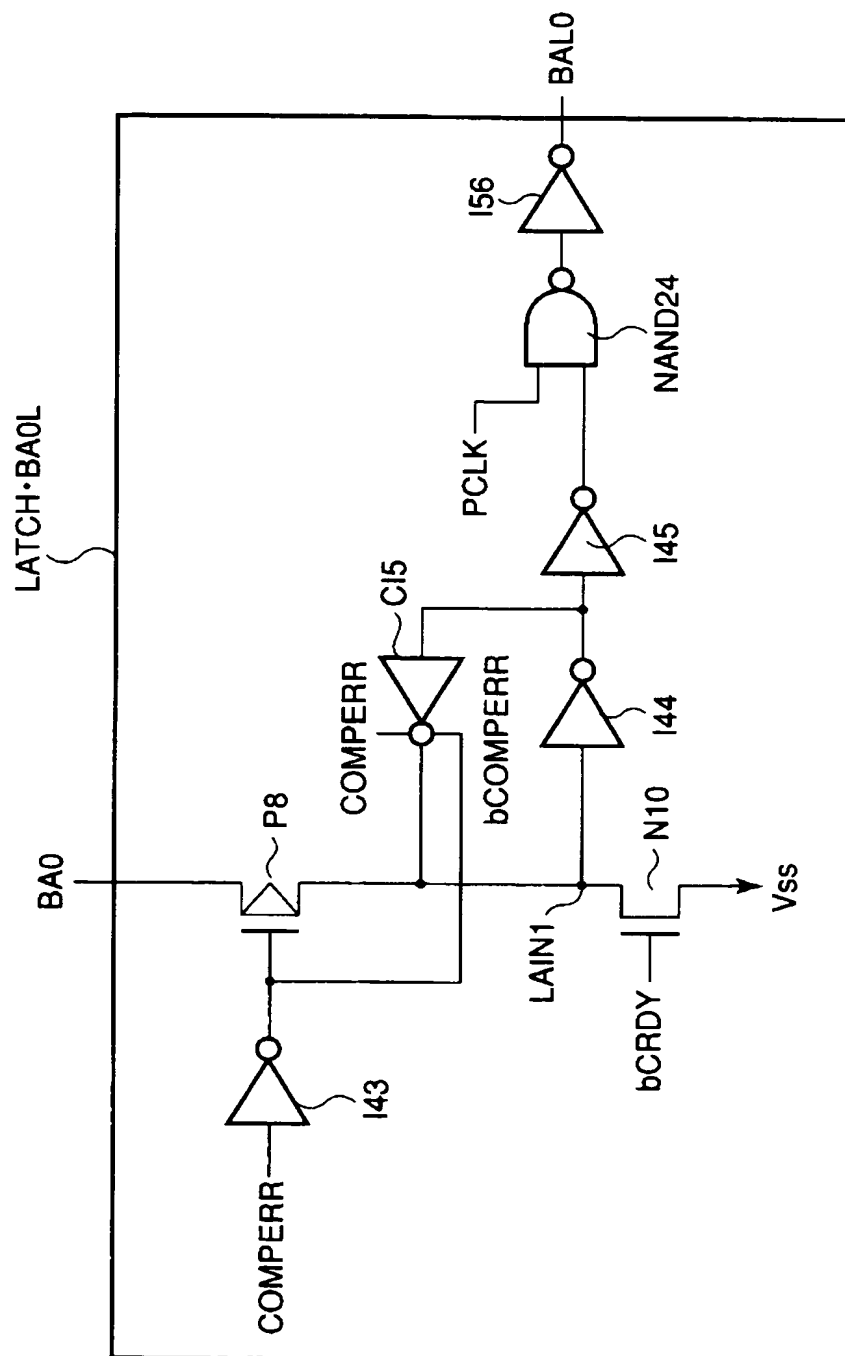 LATCH·BA0L
BA0
P8
I43
COMPERR
COMPERR
CI5
bCOMPERR
LAIN1
bCRDY
N10
Vss
I44
I45
PCLK
NAND24
I56
BAL0